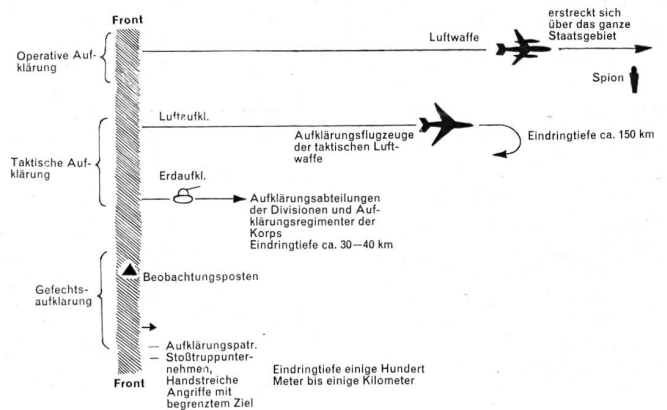 Front
erstreckt sich
über das ganze
Staatsgebiet
Luftwaffe
Operative Auf-
klärung
Spion
Luftaufkl.
Aufklärungsflugzeuge
der taktischen Luft-
waffe
Eindringtiefe ca. 150 km
Taktische Auf-
klärung
Erdaufkl.
Aufklärungsabteilungen
der Divisionen und Auf-
klärungsregimenter der
Korps
Eindringtiefe ca. 30—40 km
Beobachtungsposten
Gefechts-
aufklärung
— Aufklärungspatr.
— Stoßtruppunter-
nehmen,
Handstreiche
Angriffe mit
begrenztem Ziel
Eindringtiefe einige Hundert
Meter bis einige Kilometer
Front